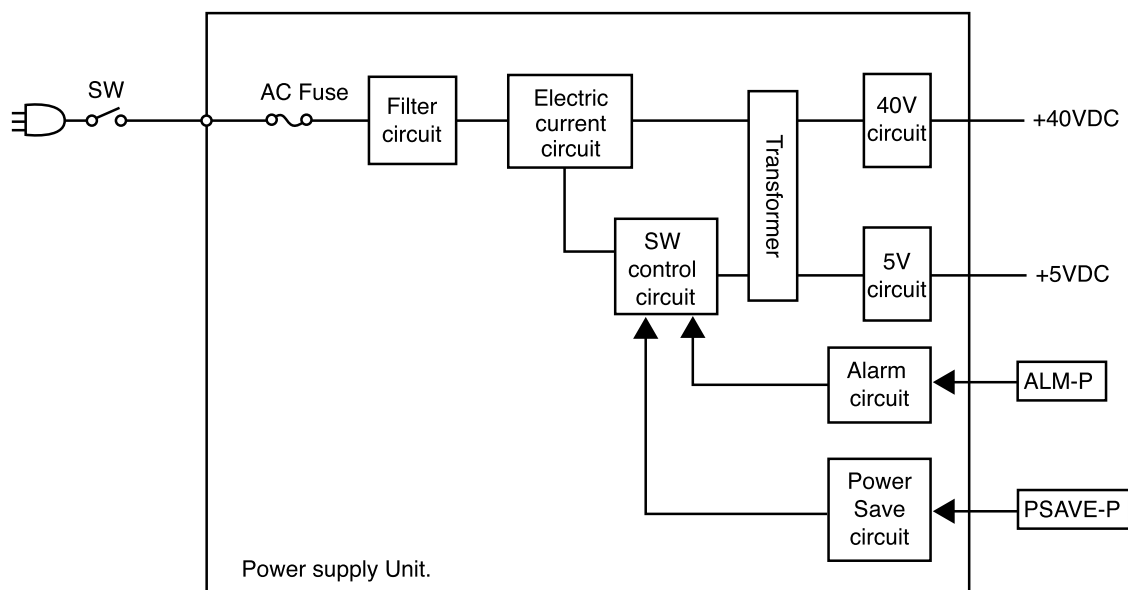 SW
AC Fuse
Filter
circuit
Electric
current
circuit
Transformer
40V
circuit
+40VDC
SW
control
circuit
5V
circuit
+5VDC
Alarm
circuit
ALM-P
Power
Save
circuit
PSAVE-P
Power supply Unit.